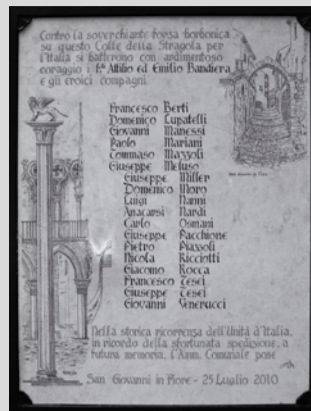 Contro la soverchiante forza borbonica
su questo Colle della Stragola per
l'Italia si batterono con ardimentoso
coraggio i F.lli Attilio ed Emilio Bandiera
e gli eroici compagni
Francesco Berti
Domenico Lupatelli
Giovanni Manessi
Paolo Mariani
Tommaso Mazzoli
Giuseppe Meluso
Giuseppe Miller
Domenico Moro
Luigi Nanni
Anacarsi Nardi
Carlo Osmani
Giuseppe Pacchione
Pietro Piazzoli
Nicola Ricciotti
Giacomo Rocca
Francesco Tesei
Giuseppe Tesei
Giovanni Venerucci
Nella storica ricorrenza dell'Unità d'Italia,
in ricordo della sfortunata spedizione, a
futura memoria, l'Amm. Comunale pose
San Giovanni in Fiore - 25 Luglio 2010